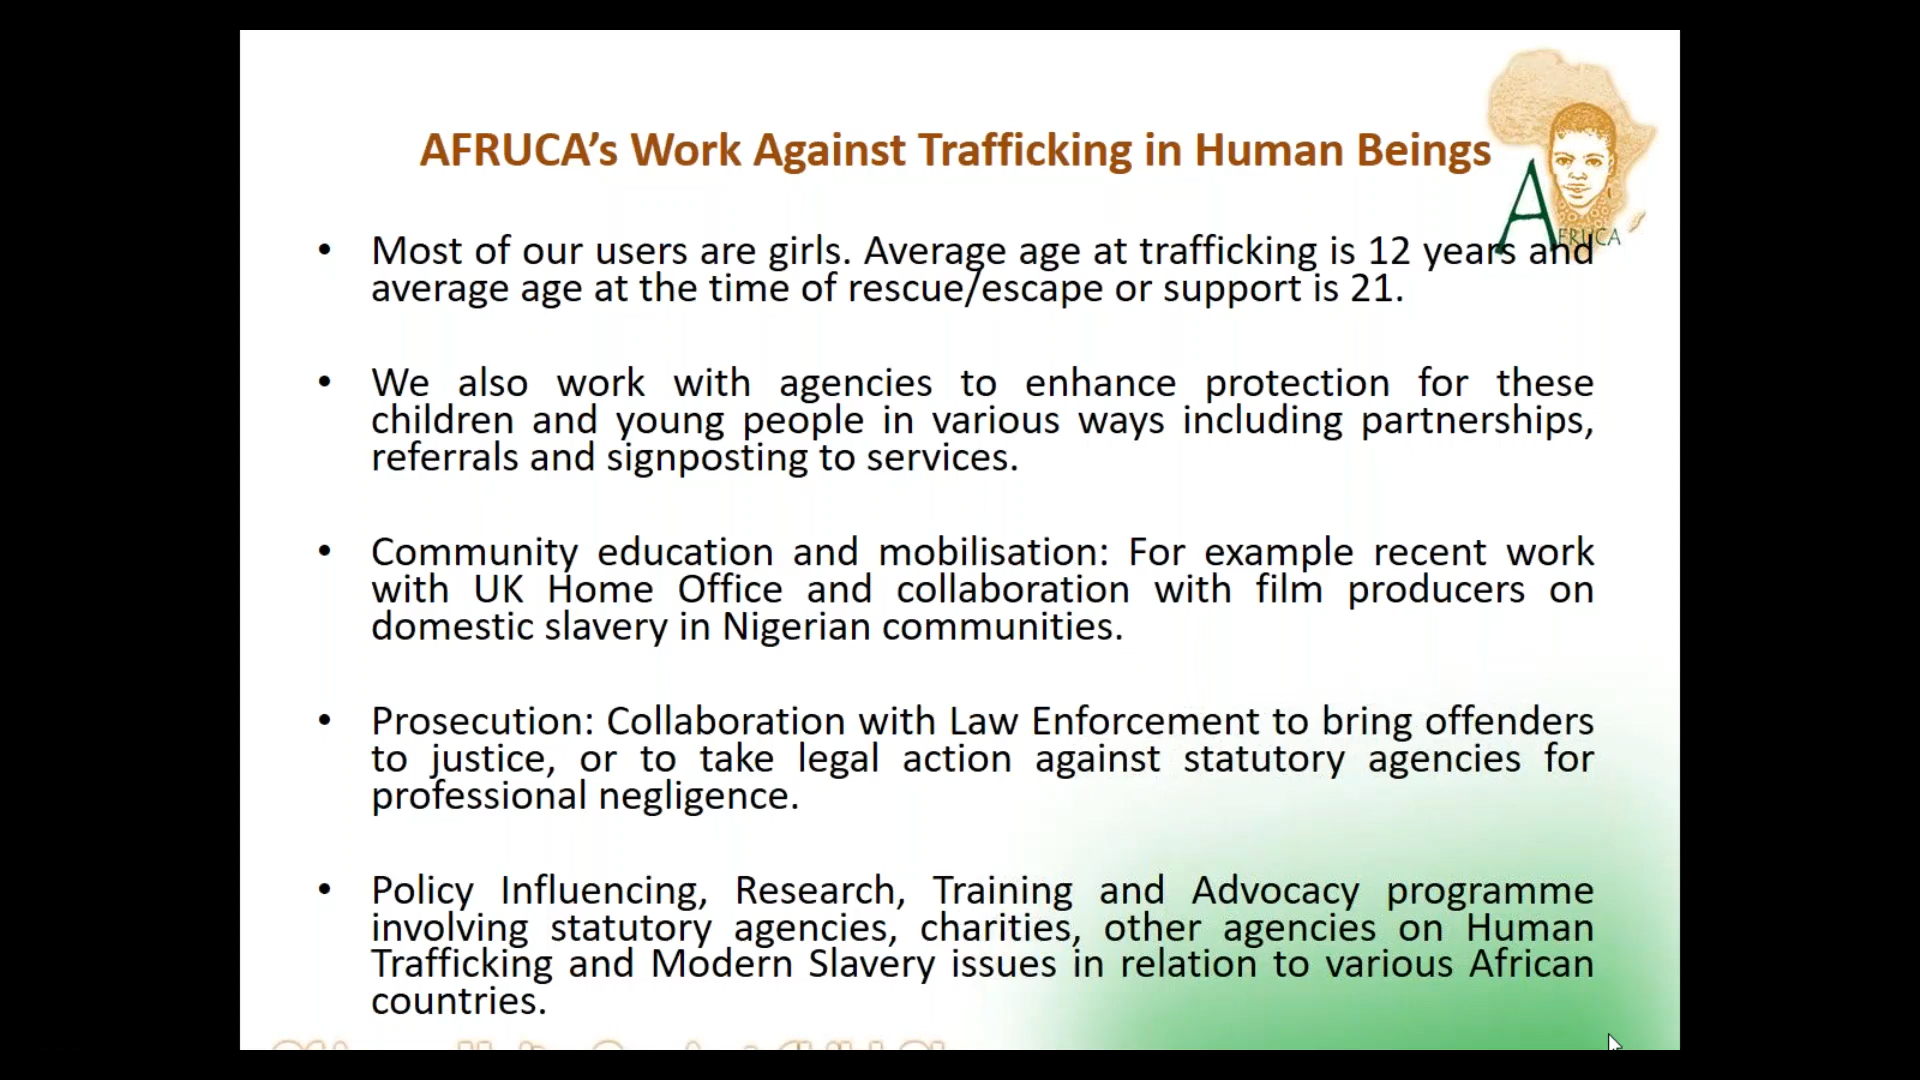 AFRUCA’s Work Against Trafficking in Human Beings
AFRUCA
• Most of our users are girls. Average age at trafficking is 12 years and
average age at the time of rescue/escape or support is 21.
• We also work with agencies to enhance protection for these
children and young people in various ways including partnerships,
referrals and signposting to services.
• Community education and mobilisation: For example recent work
with UK Home Office and collaboration with film producers on
domestic slavery in Nigerian communities.
• Prosecution: Collaboration with Law Enforcement to bring offenders
to justice, or to take legal action against statutory agencies for
professional negligence.
• Policy Influencing, Research, Training and Advocacy programme
involving statutory agencies, charities, other agencies on Human
Trafficking and Modern Slavery issues in relation to various African
countries.